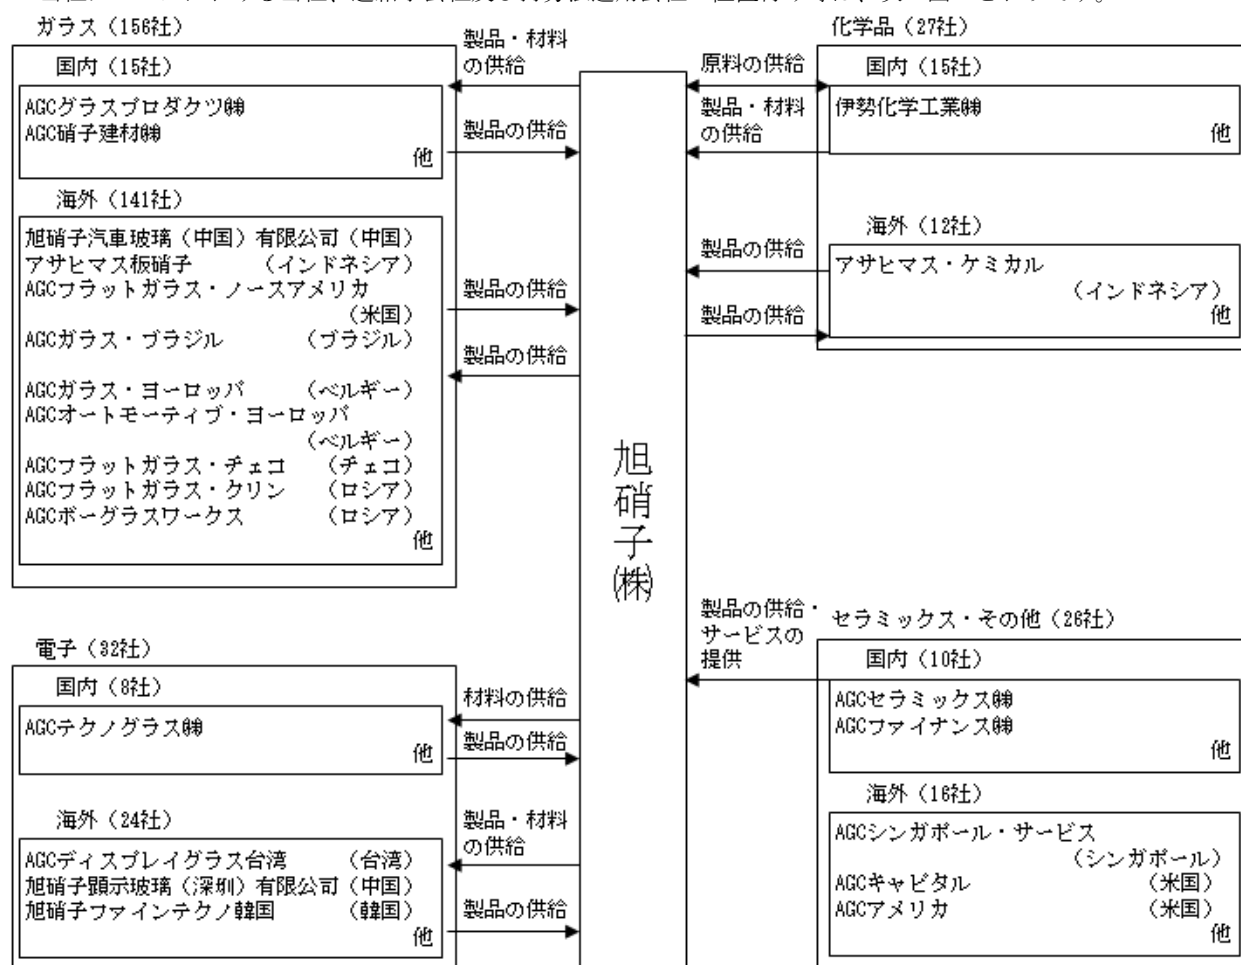 ガラス(156社)
国内(15社)
AGCグラスプロダクツ㈱
AGC硝子建材㈱
他
海外(141社)
旭硝子汽車玻璃(中国)有限公司(中国)
アサヒマス板硝子 (インドネシア)
AGCフラットガラス・ノースアメリカ
(米国)
AGCガラス・ブラジル (ブラジル)
AGCガラス・ヨーロッパ (ベルギー)
AGCオートモーティブ・ヨーロッパ
(ベルギー)
AGCフラットガラス・チェコ (チェコ)
AGCフラットガラス・クリン (ロシア)
AGCボーグラスワークス (ロシア)
他
電子(32社)
国内(8社)
AGCテクノグラス㈱
他
海外(24社)
AGCディスプレイグラス台湾 (台湾)
旭硝子顕示玻璃(深圳)有限公司(中国)
旭硝子ファインテクノ韓国 (韓国)
他
製品・材料
の供給
製品の供給
製品の供給
製品の供給
材料の供給
製品の供給
製品・材料
の供給
製品の供給
旭硝子(株)
原料の供給
製品・材料
の供給
製品の供給
製品の供給
製品の供給・
サービスの
提供
化学品(27社)
国内(15社)
伊勢化学工業㈱
他
海外(12社)
アサヒマス・ケミカル
(インドネシア)
他
セラミックス・その他(26社)
国内(10社)
AGCセラミックス㈱
AGCファイナンス㈱
他
海外(16社)
AGCシンガポール・サービス
(シンガポール)
AGCキャピタル (米国)
AGCアメリカ (米国)
他